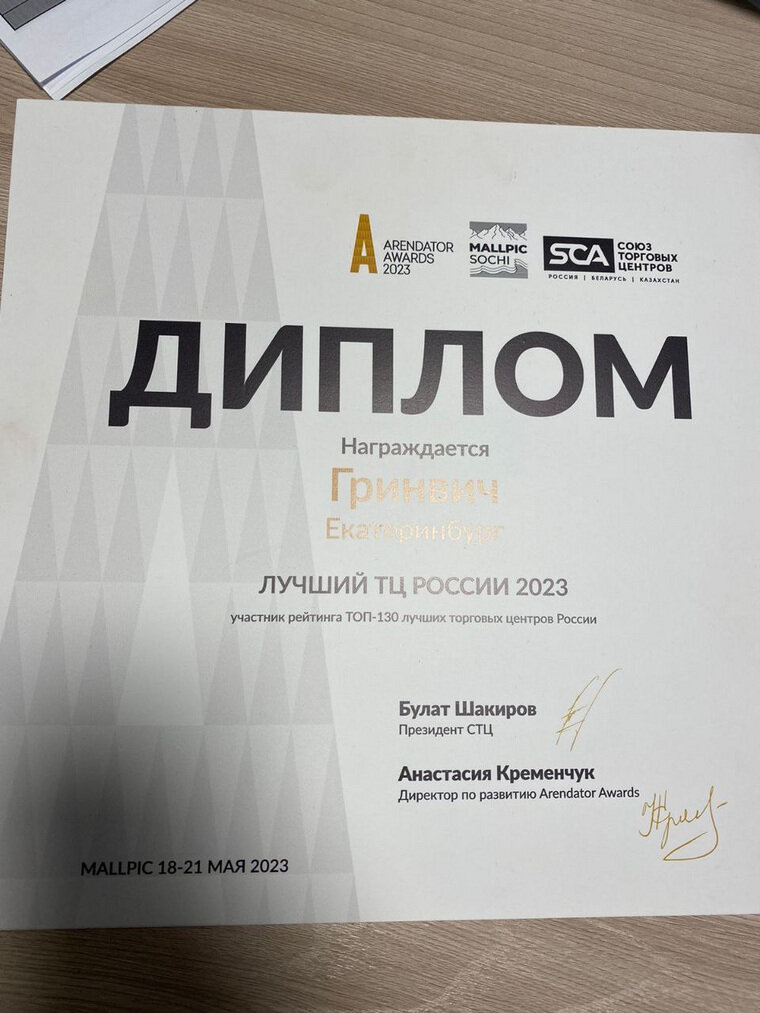 ARENDATOR
AWARDS
2023
MALLPIC
SOCHI
SCA
СОЮЗ
ТОРГОВЫХ
ЦЕНТРОВ
РОССИЯ | БЕЛАРУСЬ | КАЗАХСТАН
ДИПЛОМ
Награждается
Гринвич
Екатеринбург
ЛУЧШИЙ ТЦ РОССИИ 2023
участник рейтинга ТОП-130 лучших торговых центров России
Булат Шакиров
Президент СТЦ
Анастасия Кременчук
Директор по развитию Arendator Awards
MALLPIC 18-21 МАЯ 2023